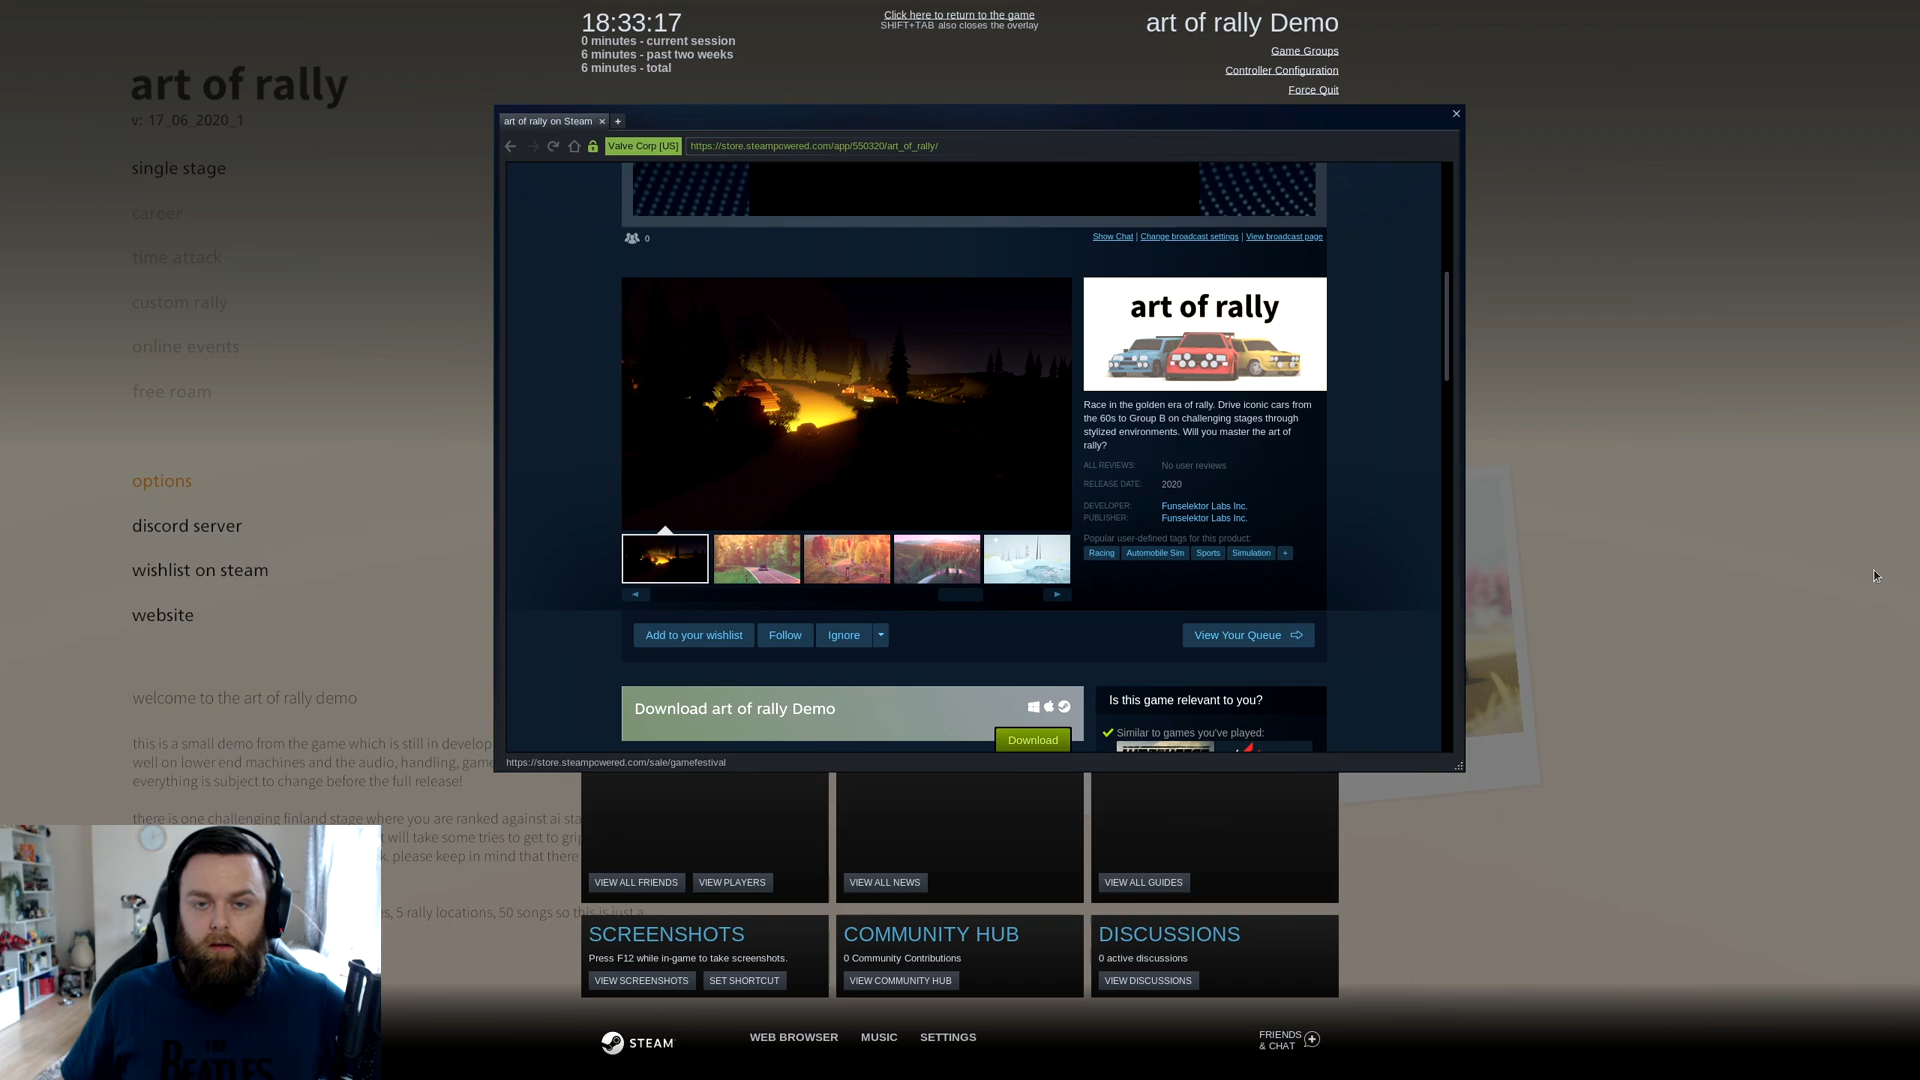 18:33:17
0 minutes - current session
6 minutes - past two weeks
6 minutes - total
Click here to return to the game
SHIFT+TAB also closes the overlay
art of rally Demo
Game Groups
Controller Configuration
Force Quit
art of rally
v: 17_06_2020_1
single stage
career
time attack
custom rally
online events
free roam
options
discord server
wishlist on steam
website
welcome to the art of rally demo
this is a small demo from the game which is still in develop
well on lower end machines and the audio, handling, game
everything is subject to change before the full release!
there is one challenging finland stage where you are ranked against ai sta
t will take some tries to get to grip
k. please keep in mind that there
es, 5 rally locations, 50 songs so this is just a
art of rally on Steam
Valve Corp [US]
https://store.steampowered.com/app/550320/art_of_rally/
0
Show Chat | Change broadcast settings | View broadcast page
art of rally
Race in the golden era of rally. Drive iconic cars from
the 60s to Group B on challenging stages through
stylized environments. Will you master the art of
rally?
ALL REVIEWS: No user reviews
RELEASE DATE: 2020
DEVELOPER: Funselektor Labs Inc.
PUBLISHER: Funselektor Labs Inc.
Popular user-defined tags for this product:
Racing Automobile Sim Sports Simulation +
Add to your wishlist Follow Ignore
View Your Queue
Download art of rally Demo
Download
Is this game relevant to you?
Similar to games you've played:
https://store.steampowered.com/sale/gamefestival
VIEW ALL FRIENDS VIEW PLAYERS
VIEW ALL NEWS
VIEW ALL GUIDES
SCREENSHOTS
Press F12 while in-game to take screenshots.
VIEW SCREENSHOTS SET SHORTCUT
COMMUNITY HUB
0 Community Contributions
VIEW COMMUNITY HUB
DISCUSSIONS
0 active discussions
VIEW DISCUSSIONS
STEAM
WEB BROWSER MUSIC SETTINGS
FRIENDS
& CHAT
THE
BEATLES